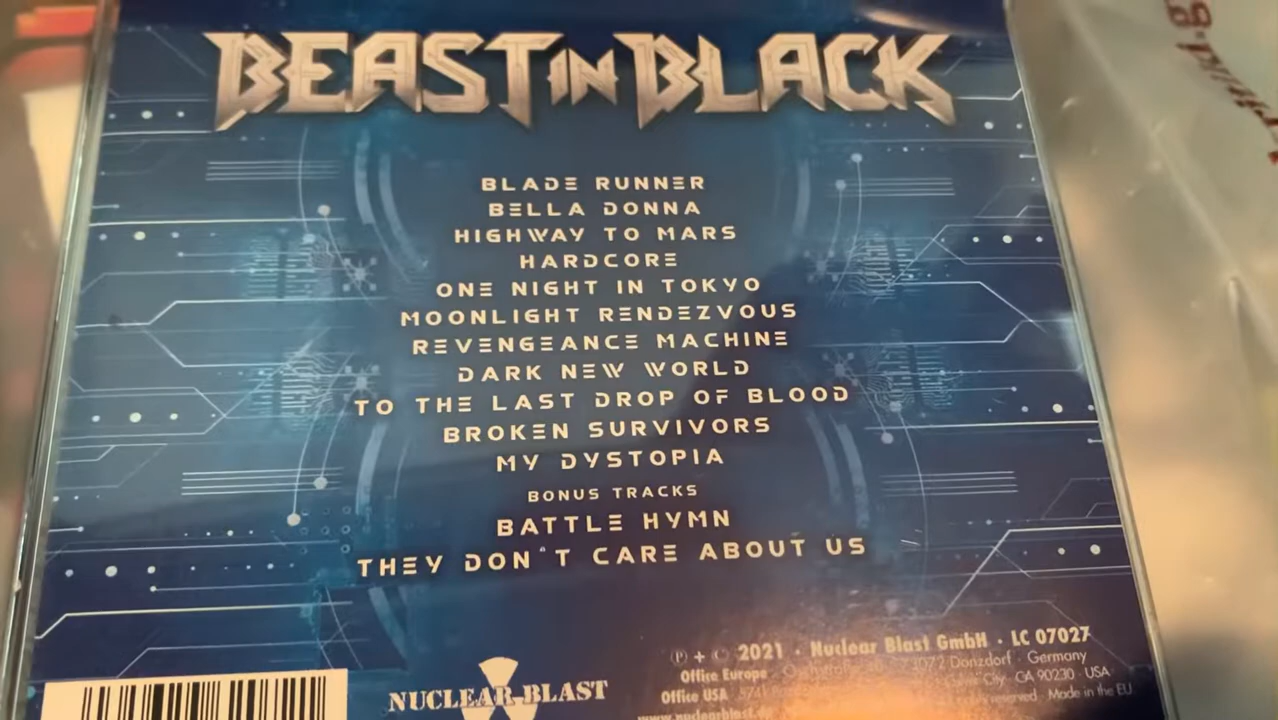 BEAST IN BLACK
BLADE RUNNER
BELLA DONNA
HIGHWAY TO MARS
HARDCORE
ONE NIGHT IN TOKYO
MOONLIGHT RENDEZVOUS
REVENGEANCE MACHINE
DARK NEW WORLD
TO THE LAST DROP OF BLOOD
BROKEN SURVIVORS
MY DYSTOPIA
BONUS TRACKS
BATTLE HYMN
THEY DON'T CARE ABOUT US
NUCLEAR BLAST
℗ + © 2021 · Nuclear Blast GmbH · LC 07027
Office Europe Donzdorf · Germany
Office USA CA 90230 · USA
reserved · Made in the EU